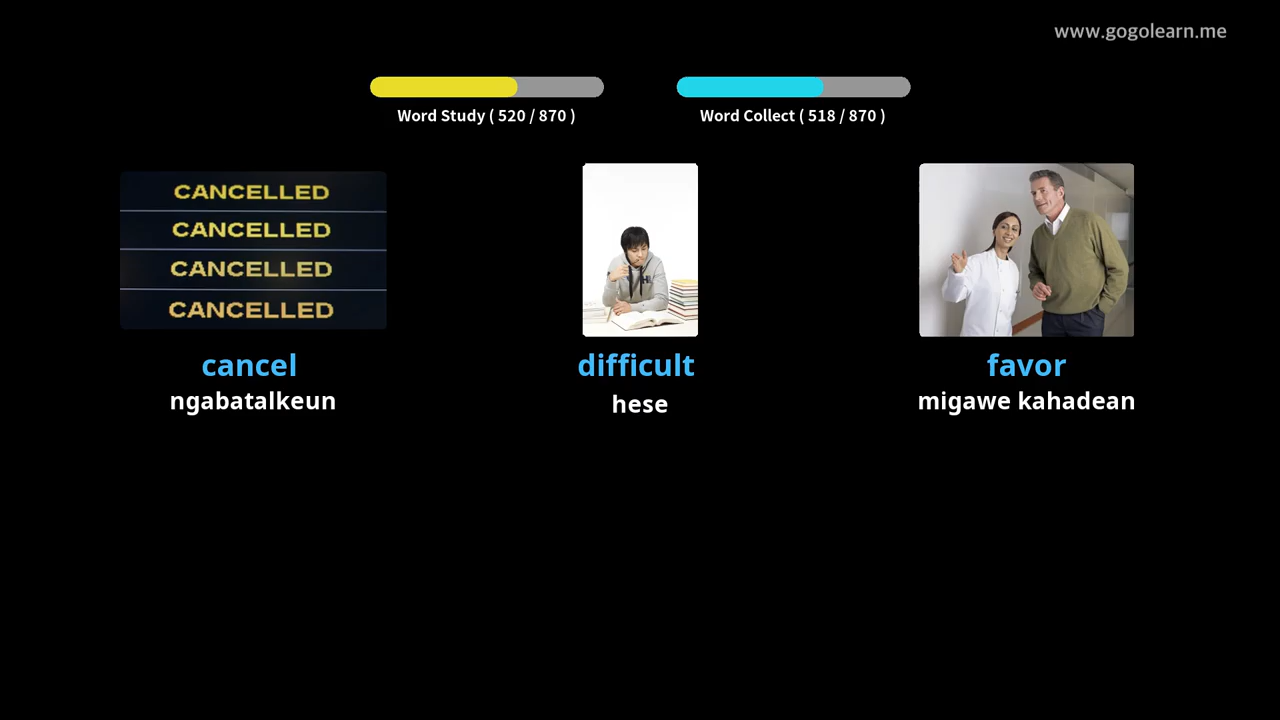 www.gogolearn.me
Word Study ( 520 / 870 )
Word Collect ( 518 / 870 )
CANCELLED
CANCELLED
CANCELLED
CANCELLED
cancel
ngabatalkeun
difficult
hese
favor
migawe kahadean